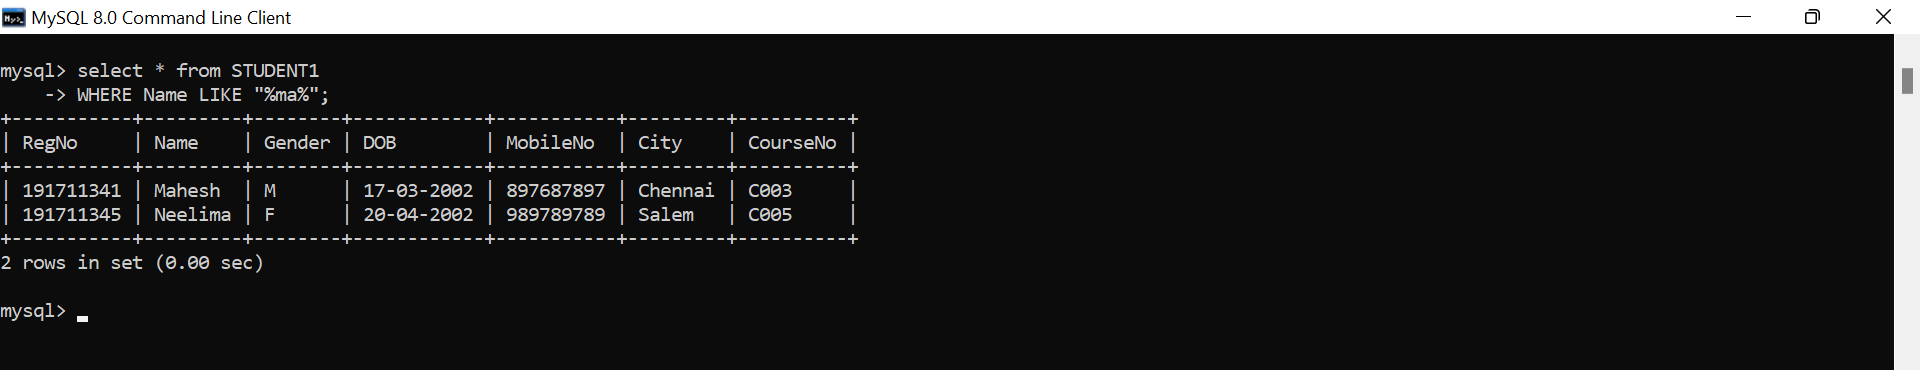 MySQL 8.0 Command Line Client
mysql> select * from STUDENT1
    -> WHERE Name LIKE "%ma%";
+-----------+---------+--------+------------+-----------+---------+----------+
| RegNo     | Name    | Gender | DOB        | MobileNo  | City    | CourseNo |
+-----------+---------+--------+------------+-----------+---------+----------+
| 191711341 | Mahesh  | M      | 17-03-2002 | 897687897 | Chennai | C003     |
| 191711345 | Neelima | F      | 20-04-2002 | 989789789 | Salem   | C005     |
+-----------+---------+--------+------------+-----------+---------+----------+
2 rows in set (0.00 sec)
mysql>